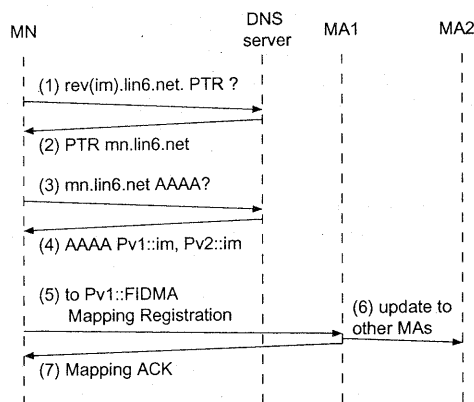 MN
DNS
server
MA1
MA2
(1) rev(im).lin6.net. PTR ?
(2) PTR mn.lin6.net
(3) mn.lin6.net AAAA?
(4) AAAA Pv1::im, Pv2::im
(5) to Pv1::FIDMA
Mapping Registration
(6) update to
other MAs
(7) Mapping ACK